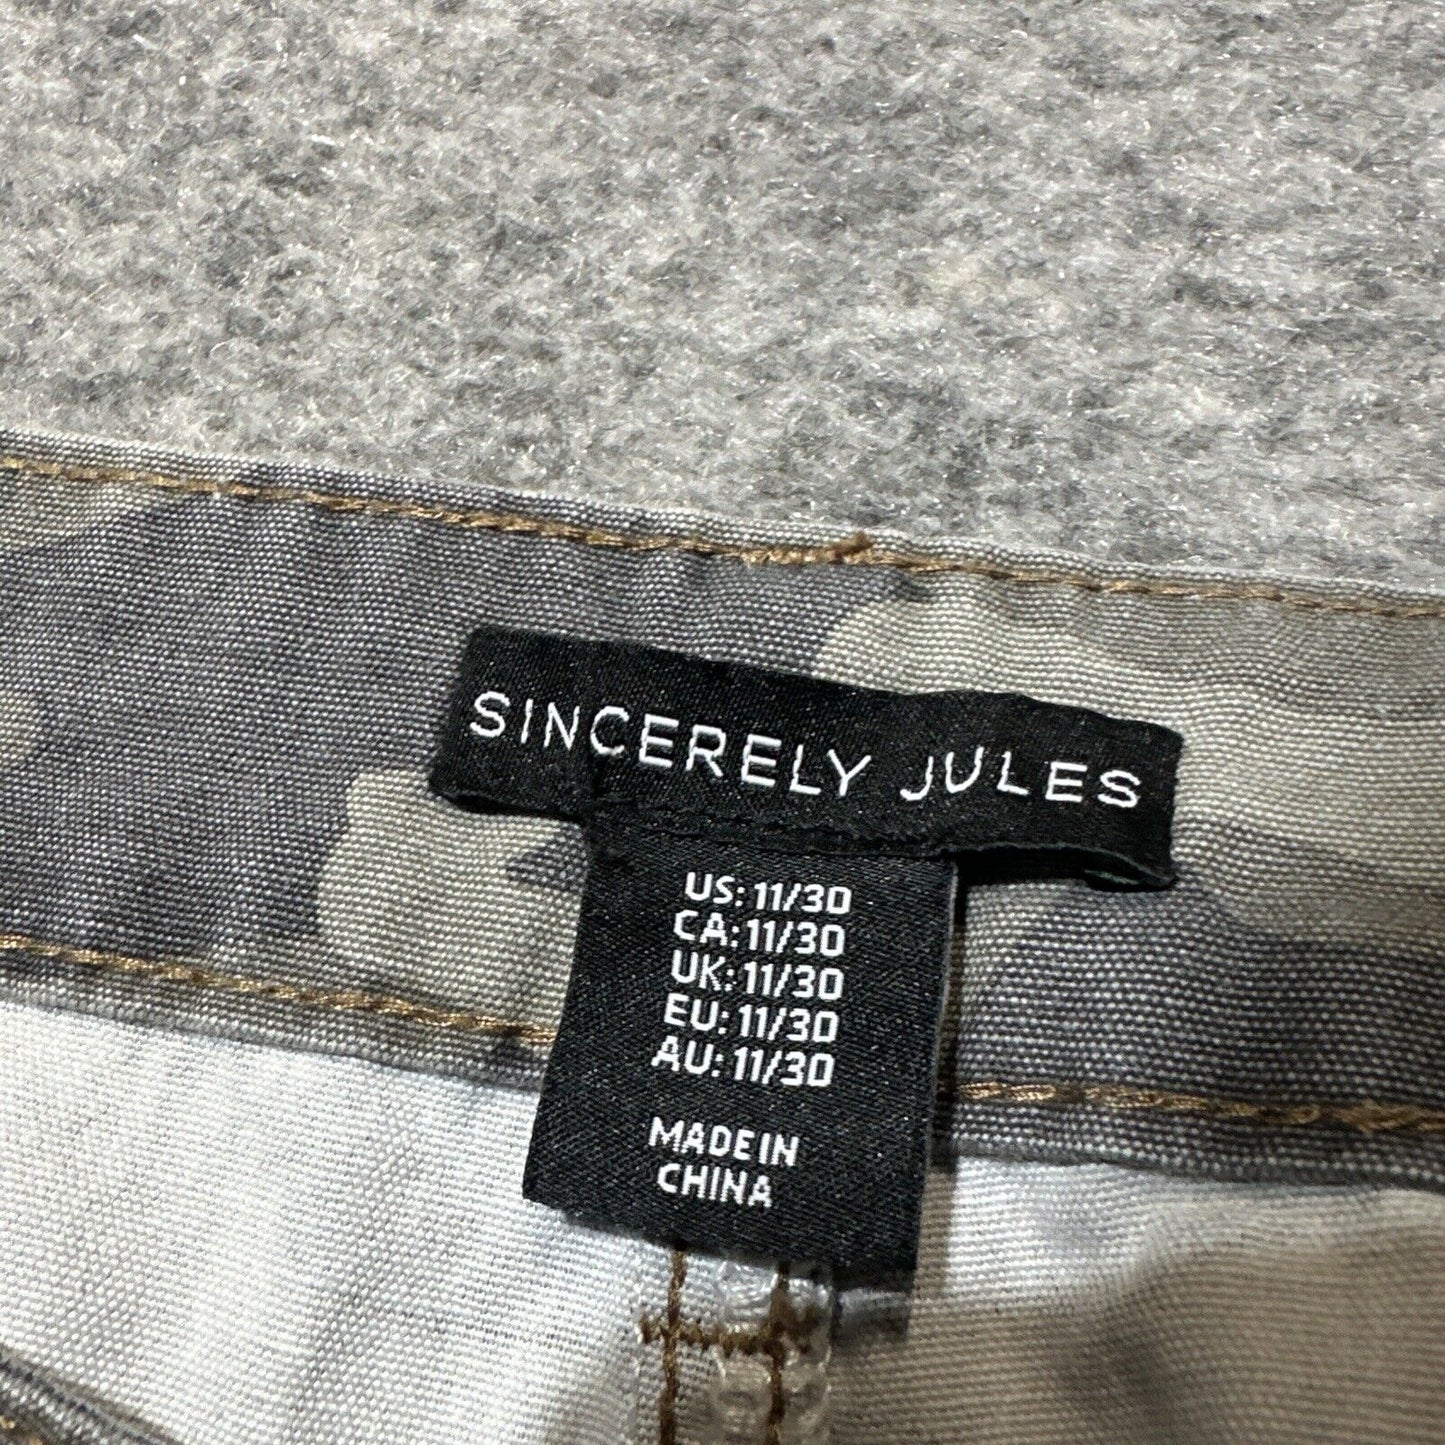 SINCERELY JULES
US: 11/30
CA: 11/30
UK: 11/30
EU: 11/30
AU: 11/30
MADE IN
CHINA